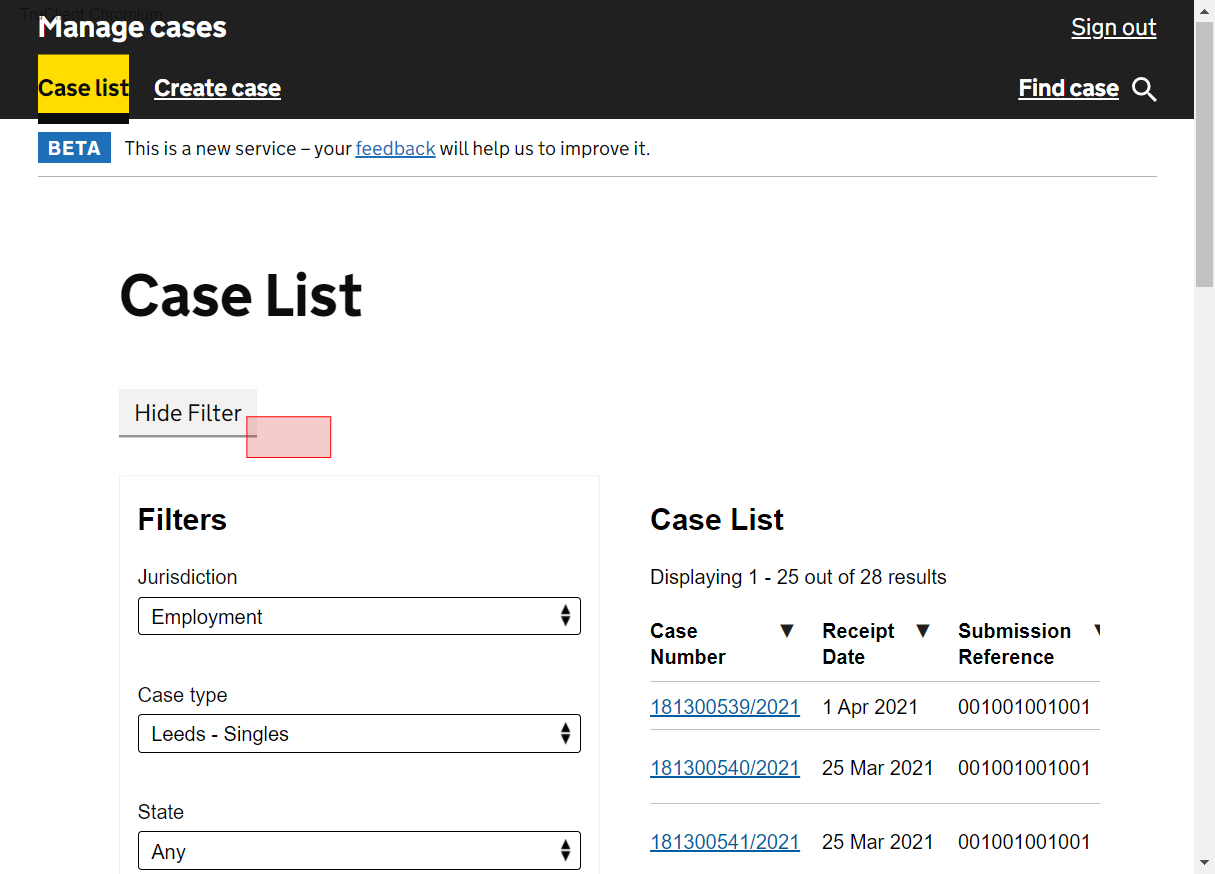 TruClient Chromium
Manage cases
Sign out
Case list
Create case
Find case
BETA
This is a new service – your feedback will help us to improve it.
Case List
Hide Filter
Filters
Jurisdiction
Employment
Case type
Leeds - Singles
State
Any
Case List
Displaying 1 - 25 out of 28 results
Case Number ▼ Receipt Date ▼ Submission Reference ▼
181300539/2021 1 Apr 2021 001001001001
181300540/2021 25 Mar 2021 001001001001
181300541/2021 25 Mar 2021 001001001001